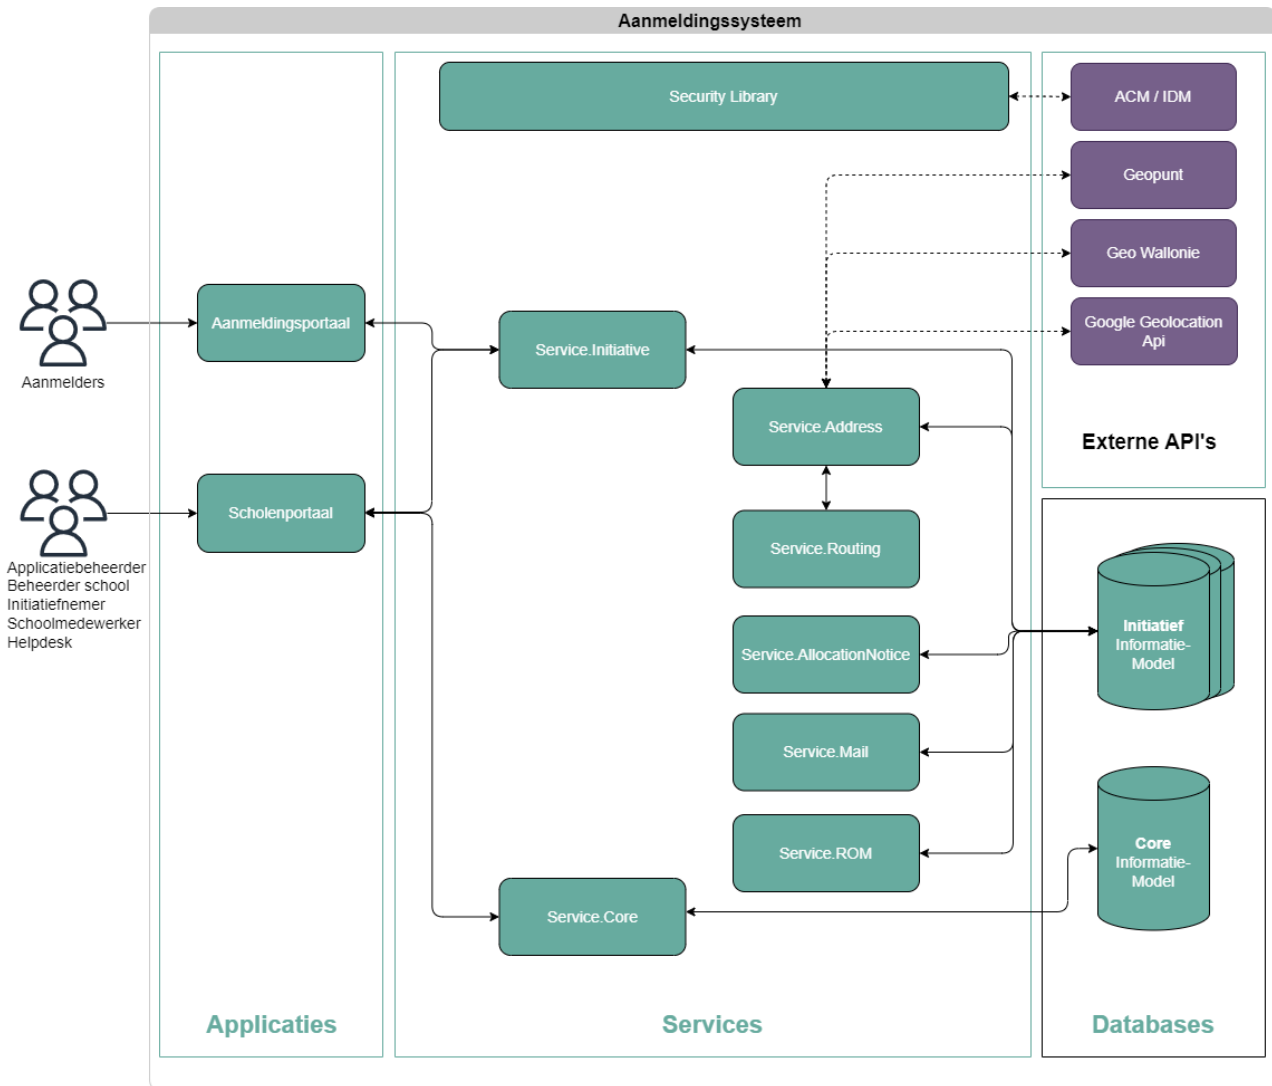 Aanmeldingssysteem
Security Library
ACM / IDM
Geopunt
Geo Wallonie
Google Geolocation
Api
Externe API's
Aanmelders
Aanmeldingsportaal
Service.Initiative
Service.Address
Scholenportaal
Service.Routing
Applicatiebeheerder
Beheerder school
Initiatiefnemer
Schoolmedewerker
Helpdesk
Service.AllocationNotice
Service.Mail
Service.ROM
Service.Core
Initiatief
Informatie-
Model
Core
Informatie-
Model
Applicaties
Services
Databases